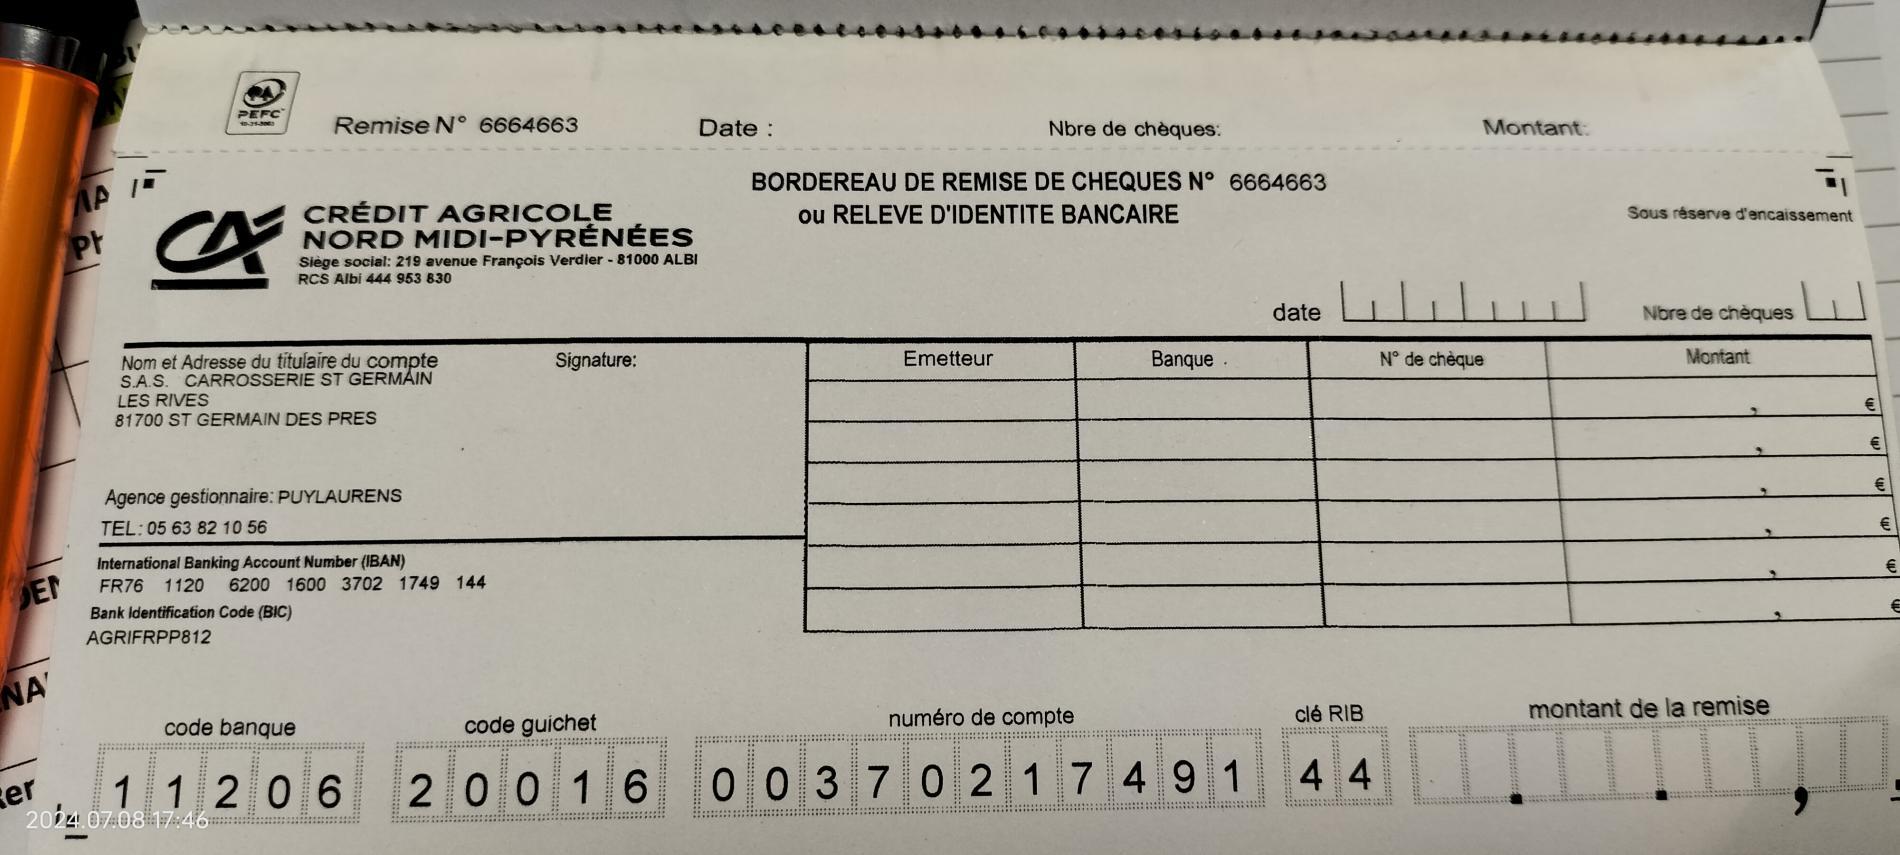 PEFC
10-31-3063
Remise N° 6664663 Date : Nbre de chèques: Montant:
BORDEREAU DE REMISE DE CHEQUES N° 6664663
ou RELEVE D'IDENTITE BANCAIRE
Sous réserve d'encaissement
CA
CRÉDIT AGRICOLE
NORD MIDI-PYRÉNÉES
Siège social: 219 avenue François Verdier - 81000 ALBI
RCS Albi 444 953 830
date Nbre de chèques
Nom et Adresse du titulaire du compte Signature:
S.A.S. CARROSSERIE ST GERMAIN
LES RIVES
81700 ST GERMAIN DES PRES
Emetteur Banque N° de chèque Montant
, €
, €
, €
, €
, €
, €
Agence gestionnaire: PUYLAURENS
TEL: 05 63 82 10 56
International Banking Account Number (IBAN)
FR76 1120 6200 1600 3702 1749 144
Bank Identification Code (BIC)
AGRIFRPP812
code banque code guichet numéro de compte clé RIB montant de la remise
11206 20016 00370217491 44
2024.07.08 17:46